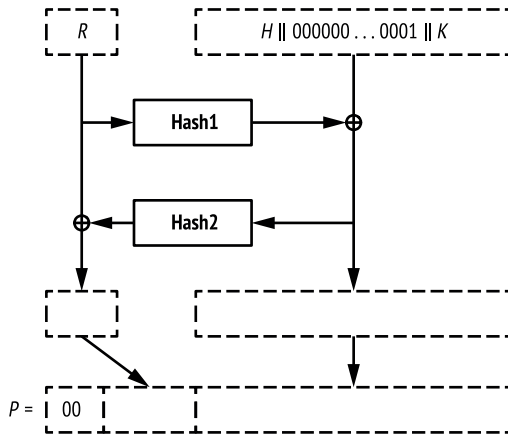 R
H || 000000 . . . 0001 || K
Hash1
Hash2
P = 00